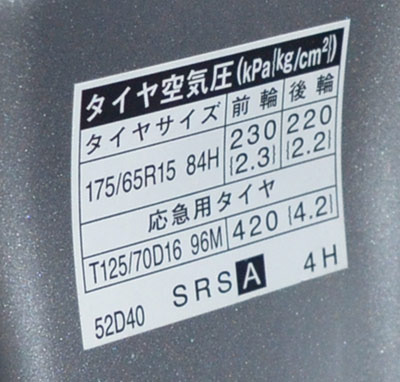 タイヤ空気圧(kPa{kg/cm²}
タイヤサイズ 前輪 後輪
175/65R15 84H 230 {2.3} 220 {2.2}
応急用タイヤ
T125/70D16 96M 420 {4.2}
52D40 SRS A 4H